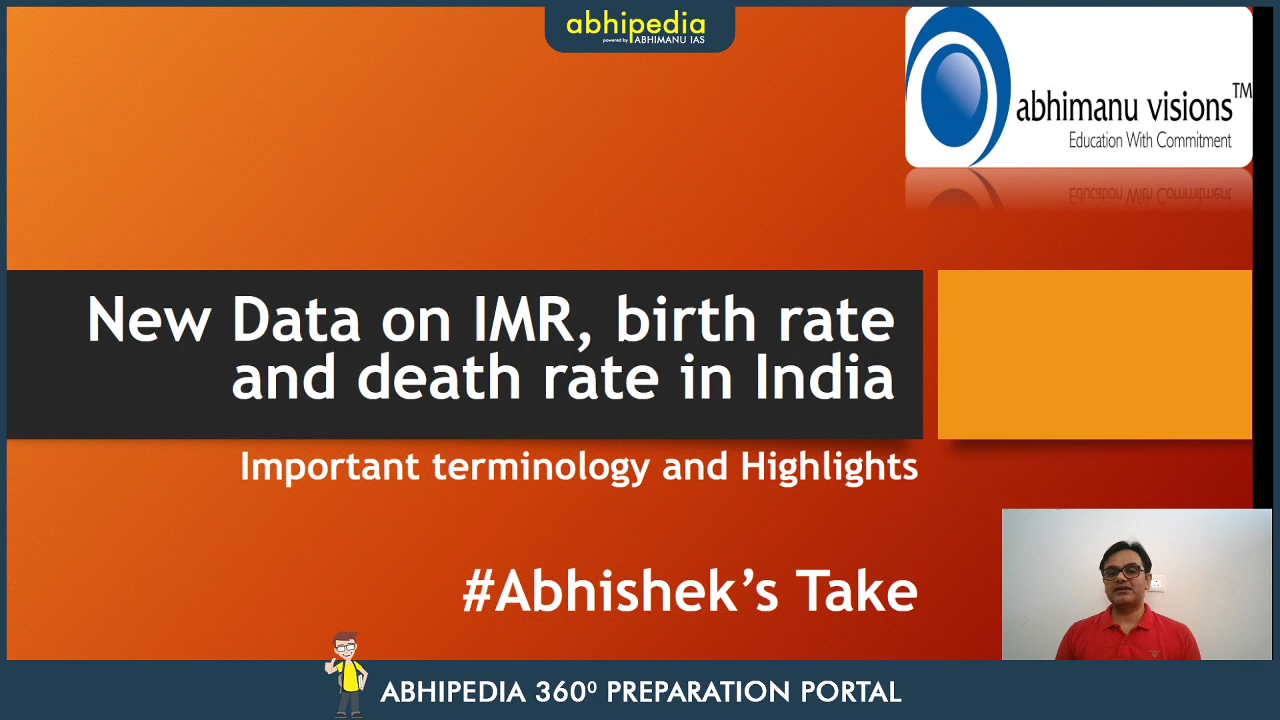 abhipedia
powered by ABHIMANU IAS
abhimanu visions™
Education With Commitment
New Data on IMR, birth rate
and death rate in India
Important terminology and Highlights
#Abhishek's Take
ABHIPEDIA 360⁰ PREPARATION PORTAL